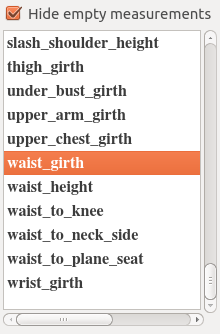 Hide empty measurements
slash_shoulder_height
thigh_girth
under_bust_girth
upper_arm_girth
upper_chest_girth
waist_girth
waist_height
waist_to_knee
waist_to_neck_side
waist_to_plane_seat
wrist_girth